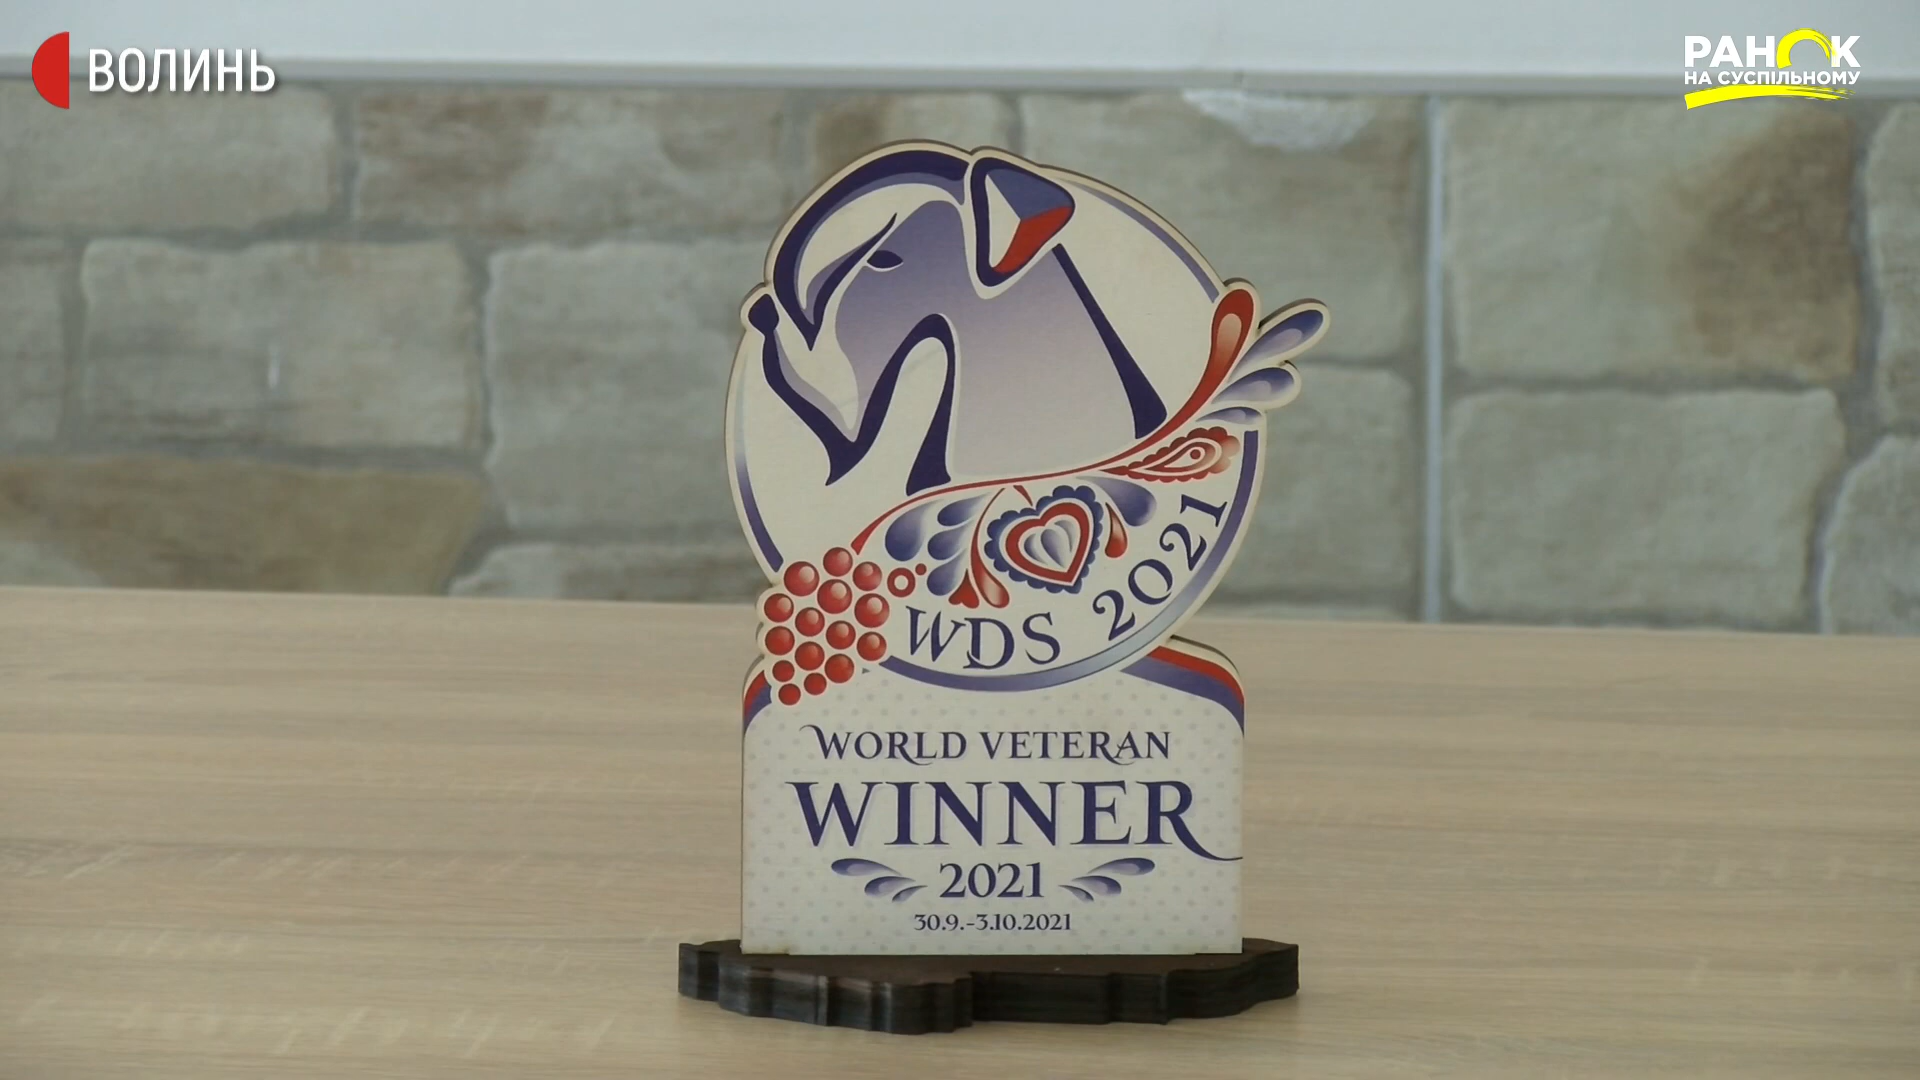 ВОЛИНЬ
РАНОК
НА СУСПІЛЬНОМУ
WDS 2021
WORLD VETERAN
WINNER
2021
30.9.-3.10.2021